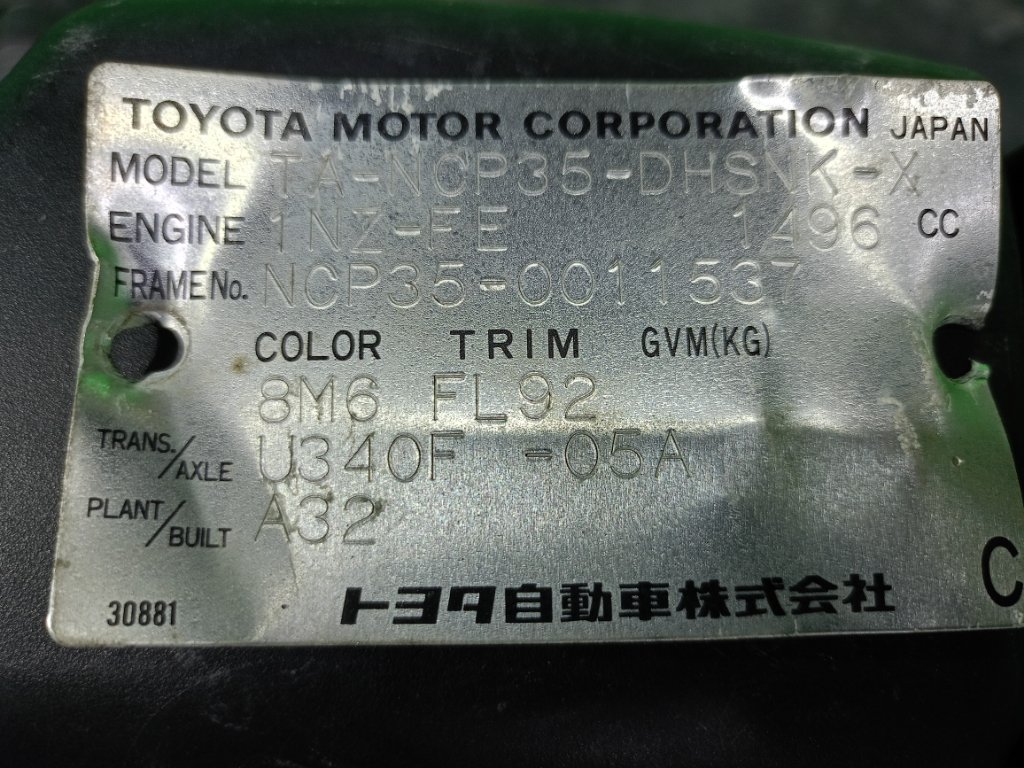 TOYOTA MOTOR CORPORATION JAPAN
MODEL TA-NCP35-DHSNK-X
ENGINE 1NZ-FE 1496 CC
FRAME No. NCP35-0011537
COLOR TRIM GVM(KG)
8M6 FL92
TRANS./AXLE U340F -05A
PLANT/BUILT A32
C
30881 トヨタ自動車株式会社